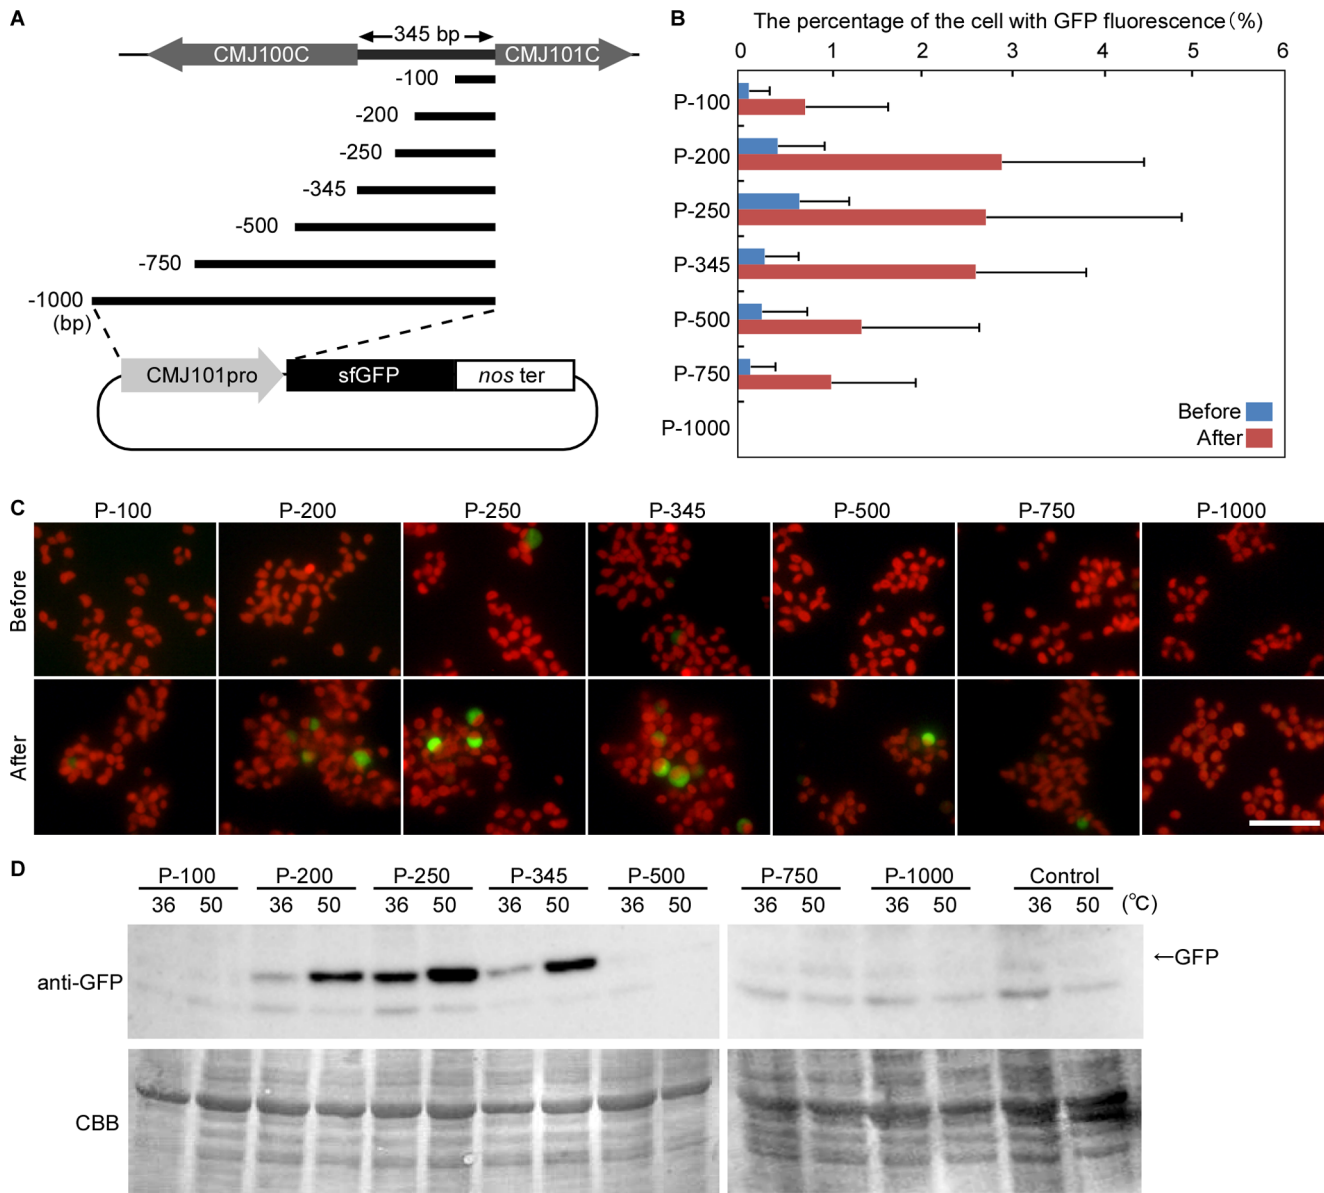 A
345 bp
CMJ100C
CMJ101C
-100
-200
-250
-345
-500
-750
-1000
(bp)
CMJ101pro
sfGFP
nos ter
B
The percentage of the cell with GFP fluorescence (%)
0 1 2 3 4 5 6
P-100
P-200
P-250
P-345
P-500
P-750
P-1000
Before
After
C
P-100 P-200 P-250 P-345 P-500 P-750 P-1000
Before
After
D
P-100 P-200 P-250 P-345 P-500 P-750 P-1000 Control
36 50 36 50 36 50 36 50 36 50 36 50 36 50 36 50 (°C)
anti-GFP
←GFP
CBB